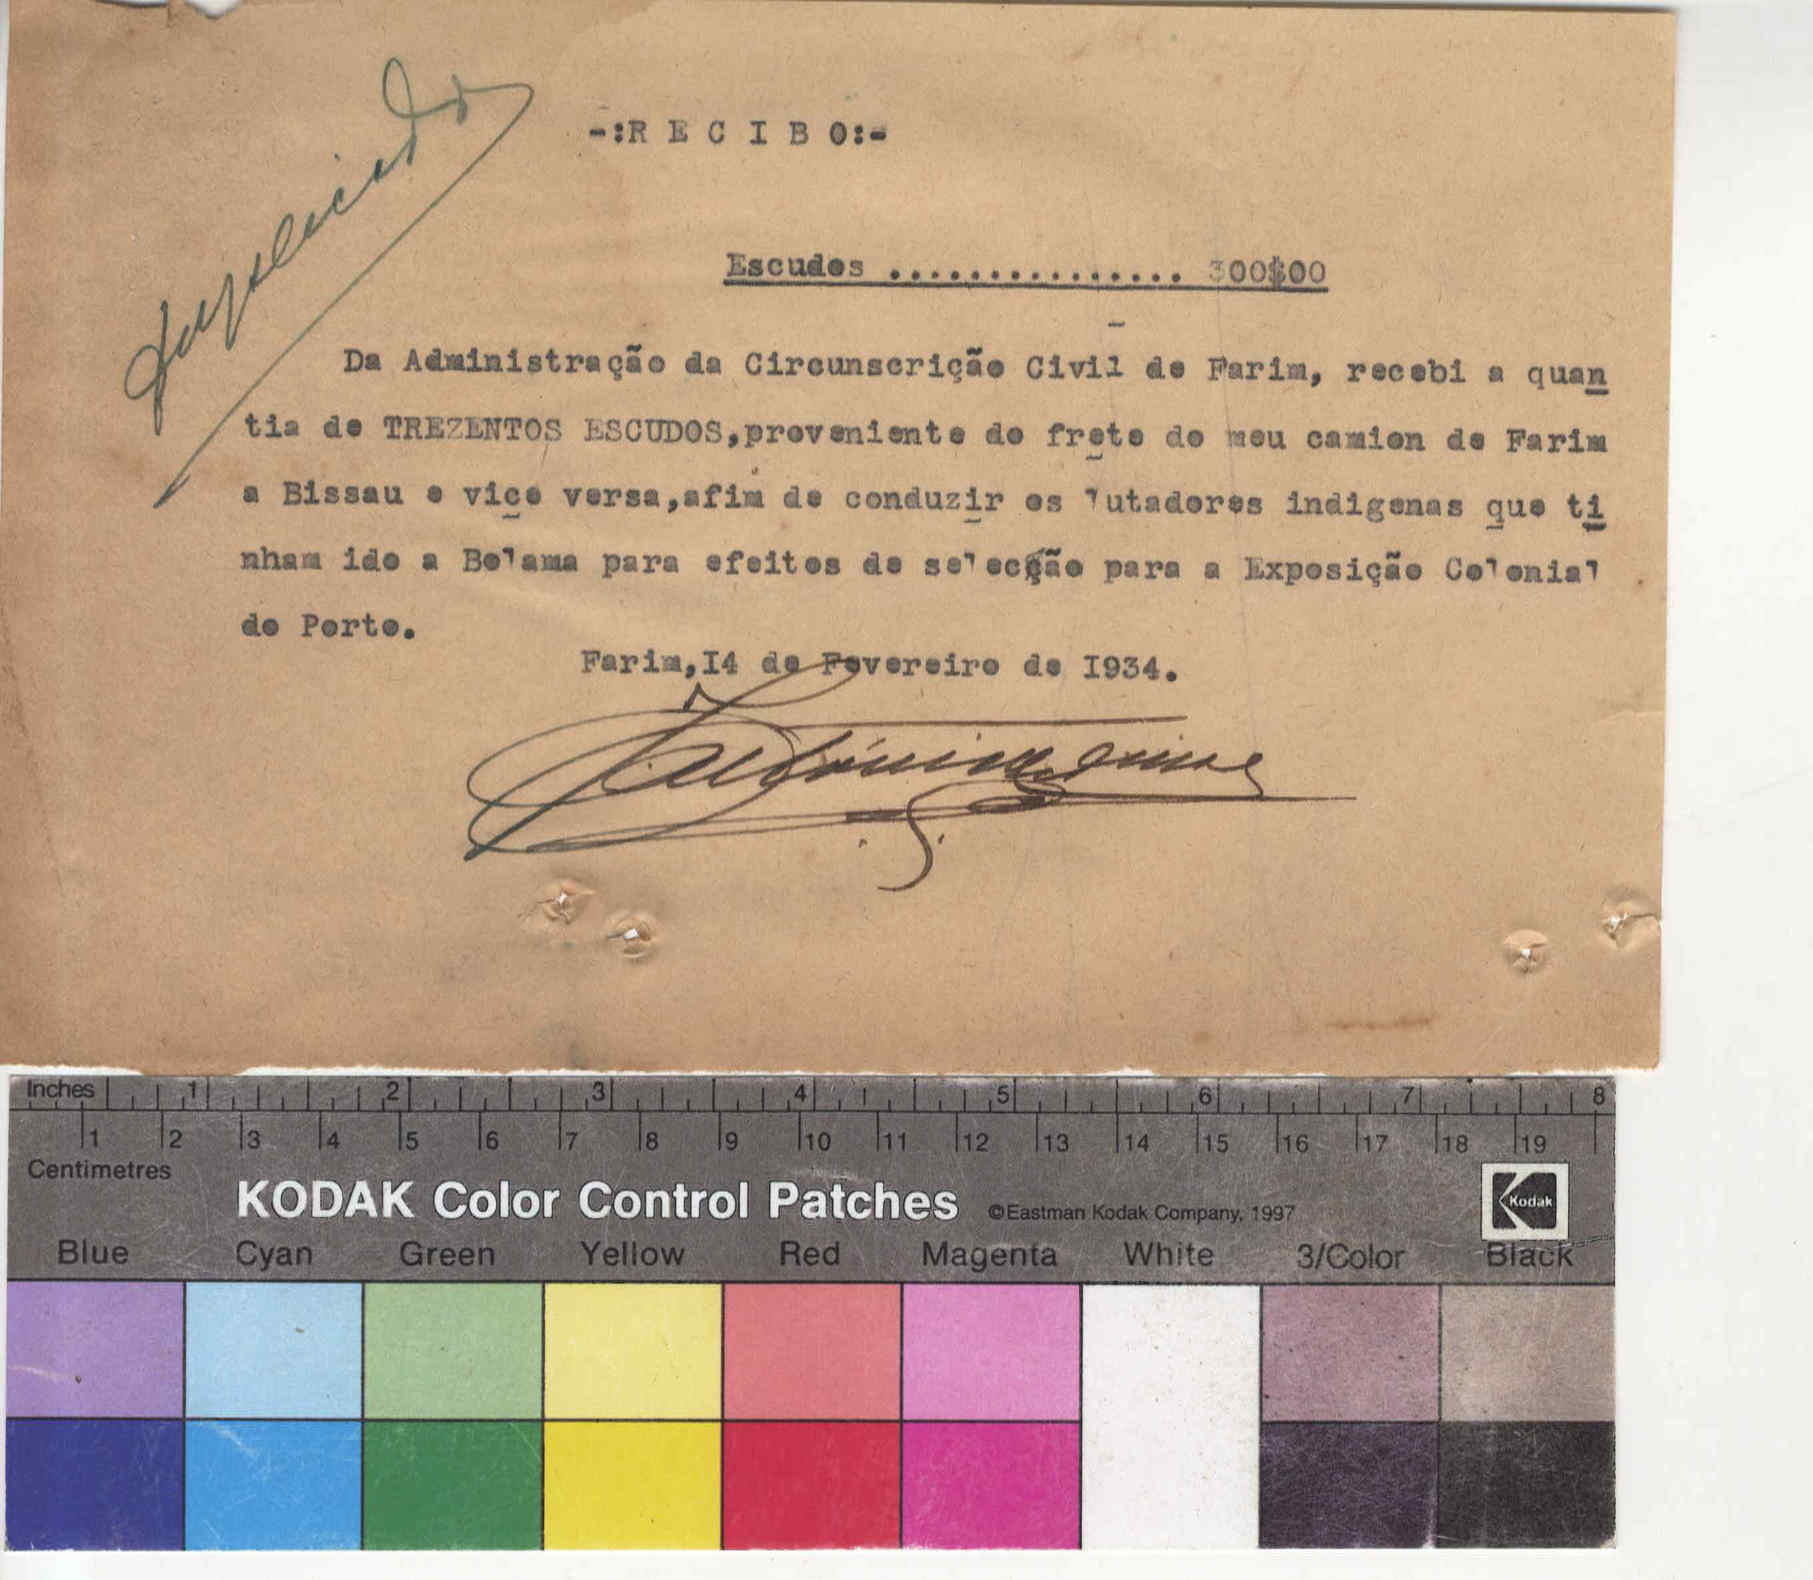 duplicado
-:R E C I B O:-
Escudos ............... 300$00
Da Administração da Circunscrição Civil de Farim, recebi a quan
tia de TREZENTOS ESCUDOS,proveniente do frete do meu camion de Farim
a Bissau e vice versa,afim de conduzir os lutadores indigenas que ti
nham ido a Bolama para efeitos de selecção para a Exposição Colonial
do Porto.
Farim,I4 de Fevereiro de I934.
Inches 1 2 3 4 5 6 7 8
1 2 3 4 5 6 7 8 9 10 11 12 13 14 15 16 17 18 19
Centimetres
KODAK Color Control Patches ©Eastman Kodak Company, 1997 Kodak
Blue Cyan Green Yellow Red Magenta White 3/Color Black